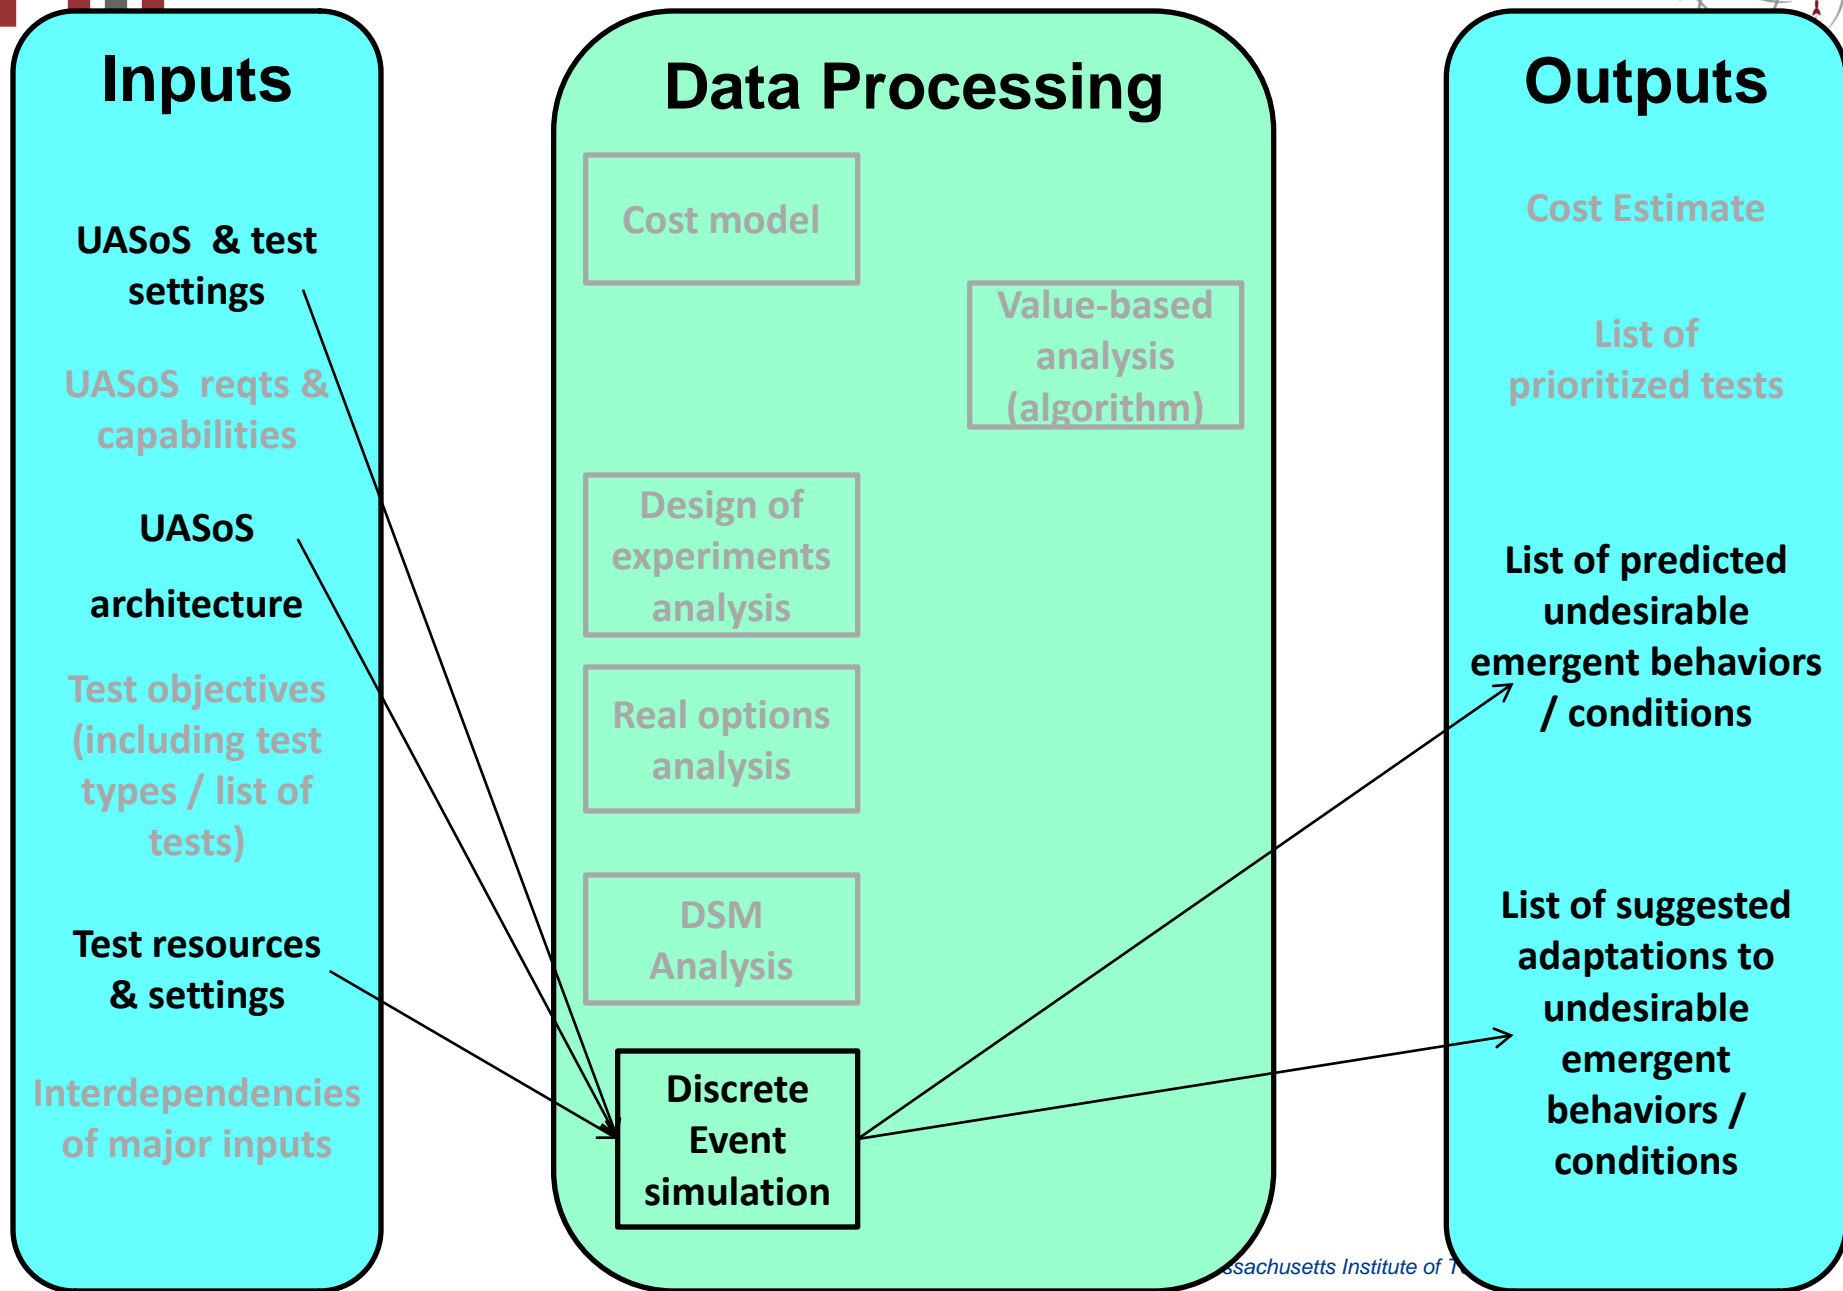 Inputs
UASoS & test
settings
UASoS reqts &
capabilities
UASoS
architecture
Test objectives
(including test
types / list of
tests)
Test resources
& settings
Interdependencies
of major inputs
Data Processing
Cost model
Value-based
analysis
(algorithm)
Design of
experiments
analysis
Real options
analysis
DSM
Analysis
Discrete
Event
simulation
Outputs
Cost Estimate
List of
prioritized tests
List of predicted
undesirable
emergent behaviors
/ conditions
List of suggested
adaptations to
undesirable
emergent
behaviors /
conditions
Institute of